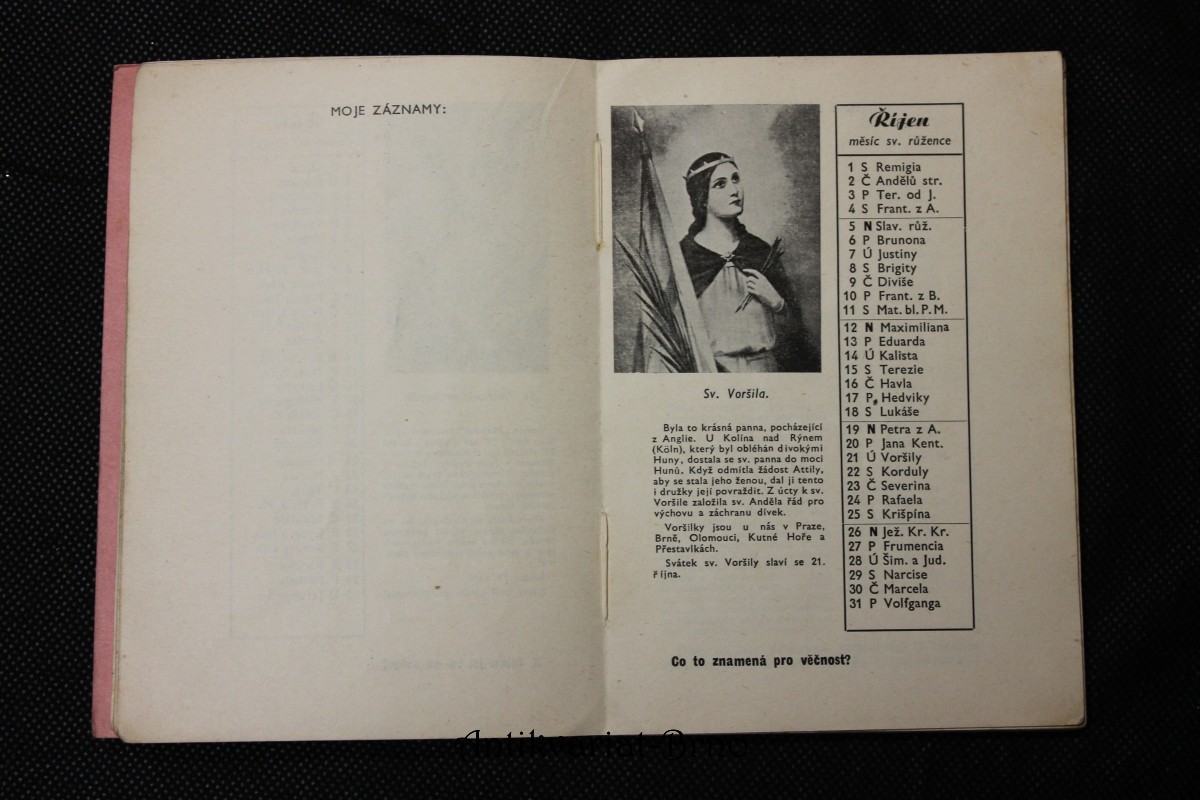 MOJE ZÁZNAMY:
Sv. Voršila.
Byla to krásná panna, pocházející
z Anglie. U Kolína nad Rýnem
(Köln), který byl obléhán divokými
Huny, dostala se sv. panna do moci
Hunů. Když odmítla žádost Attily,
aby se stala jeho ženou, dal ji tento
i družky její povraždit. Z úcty k sv.
Voršile založila sv. Anděla řád pro
výchovu a záchranu dívek.
Voršilky jsou u nás v Praze,
Brně, Olomouci, Kutné Hoře a
Přestavlkách.
Svátek sv. Voršily slaví se 21.
října.
Říjen
měsíc sv. růžence
1 S Remigia
2 Č Andělů str.
3 P Ter. od J.
4 S Frant. z A.
5 N Slav. růž.
6 P Brunona
7 Ú Justiny
8 S Brigity
9 Č Diviše
10 P Frant. z B.
11 S Mat. bl. P. M.
12 N Maximiliana
13 P Eduarda
14 Ú Kalista
15 S Terezie
16 Č Havla
17 P Hedviky
18 S Lukáše
19 N Petra z A.
20 P Jana Kent.
21 Ú Voršily
22 S Korduly
23 Č Severina
24 P Rafaela
25 S Krišpína
26 N Jež. Kr. Kr.
27 P Frumencia
28 Ú Šim. a Jud.
29 S Narcise
30 Č Marcela
31 P Volfganga
Co to znamená pro věčnost?
Antikvariat-Brno